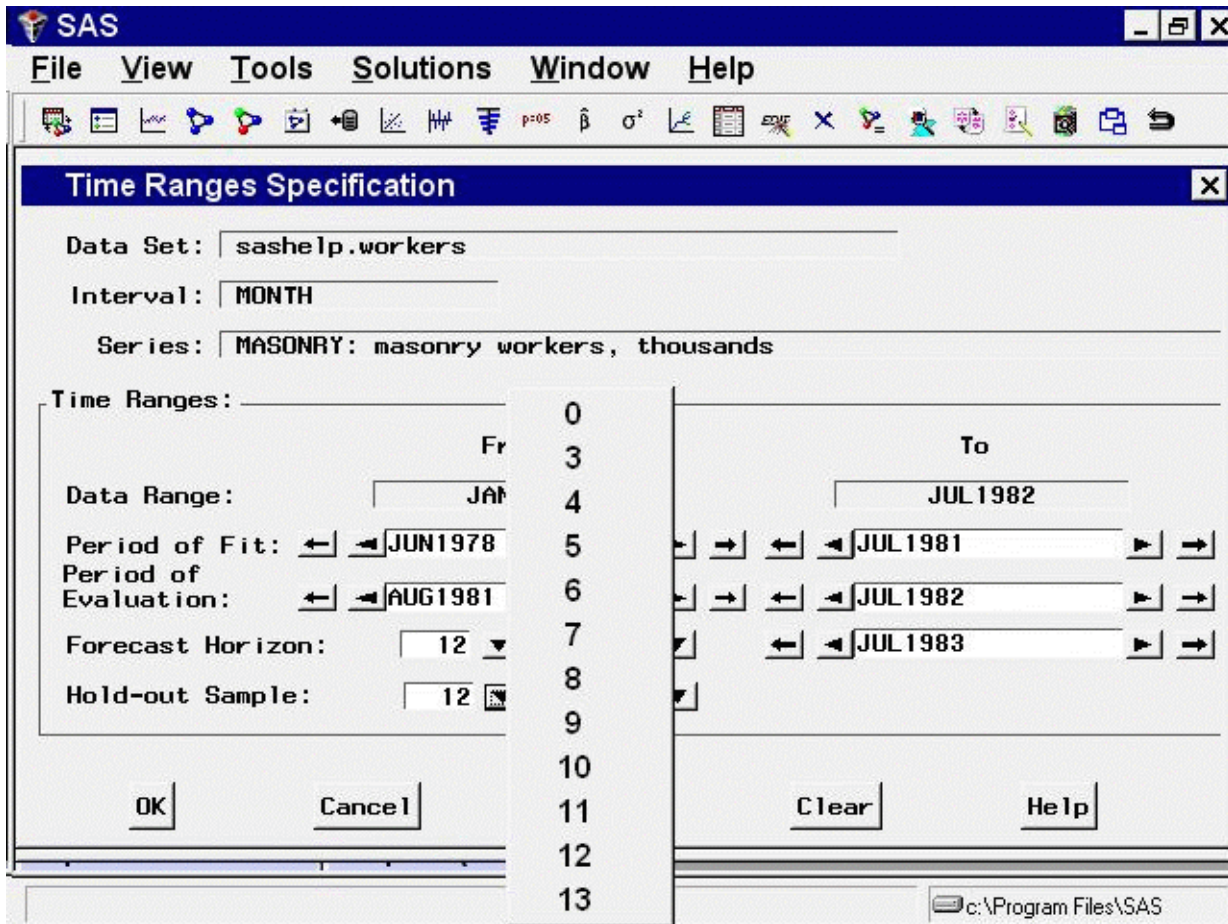 SAS
File View Tools Solutions Window Help
p=05 β̂ σ² EDIT
Time Ranges Specification
Data Set: sashelp.workers
Interval: MONTH
Series: MASONRY: masonry workers, thousands
Time Ranges:
Fr To
Data Range: JAN JUL1982
Period of Fit: JUN1978 JUL1981
Period of
Evaluation: AUG1981 JUL1982
Forecast Horizon: 12 JUL1983
Hold-out Sample: 12
0
3
4
5
6
7
8
9
10
11
12
13
OK Cancel Clear Help
c:\Program Files\SAS